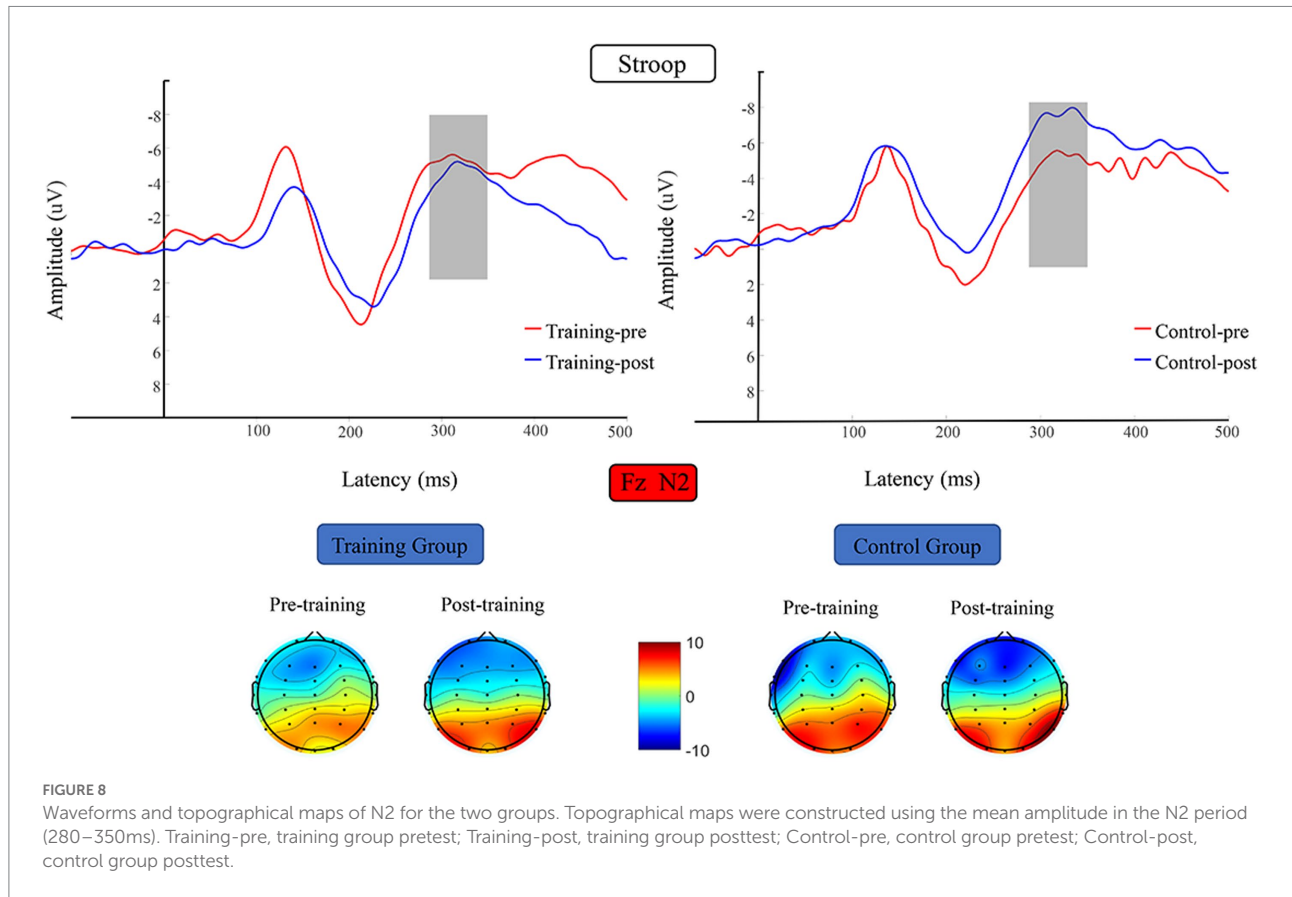 Stroop
-8
-6
-4
-2
2
4
6
8
Amplitude (uV)
Training-pre
Training-post
100
200
300
400
500
Latency (ms)
-8
-6
-4
-2
2
4
6
8
Amplitude (uV)
Control-pre
Control-post
100
200
300
400
500
Latency (ms)
Fz N2
Training Group
Control Group
Pre-training
Post-training
10
0
-10
Pre-training
Post-training
FIGURE 8
Waveforms and topographical maps of N2 for the two groups. Topographical maps were constructed using the mean amplitude in the N2 period
(280–350ms). Training-pre, training group pretest; Training-post, training group posttest; Control-pre, control group pretest; Control-post,
control group posttest.